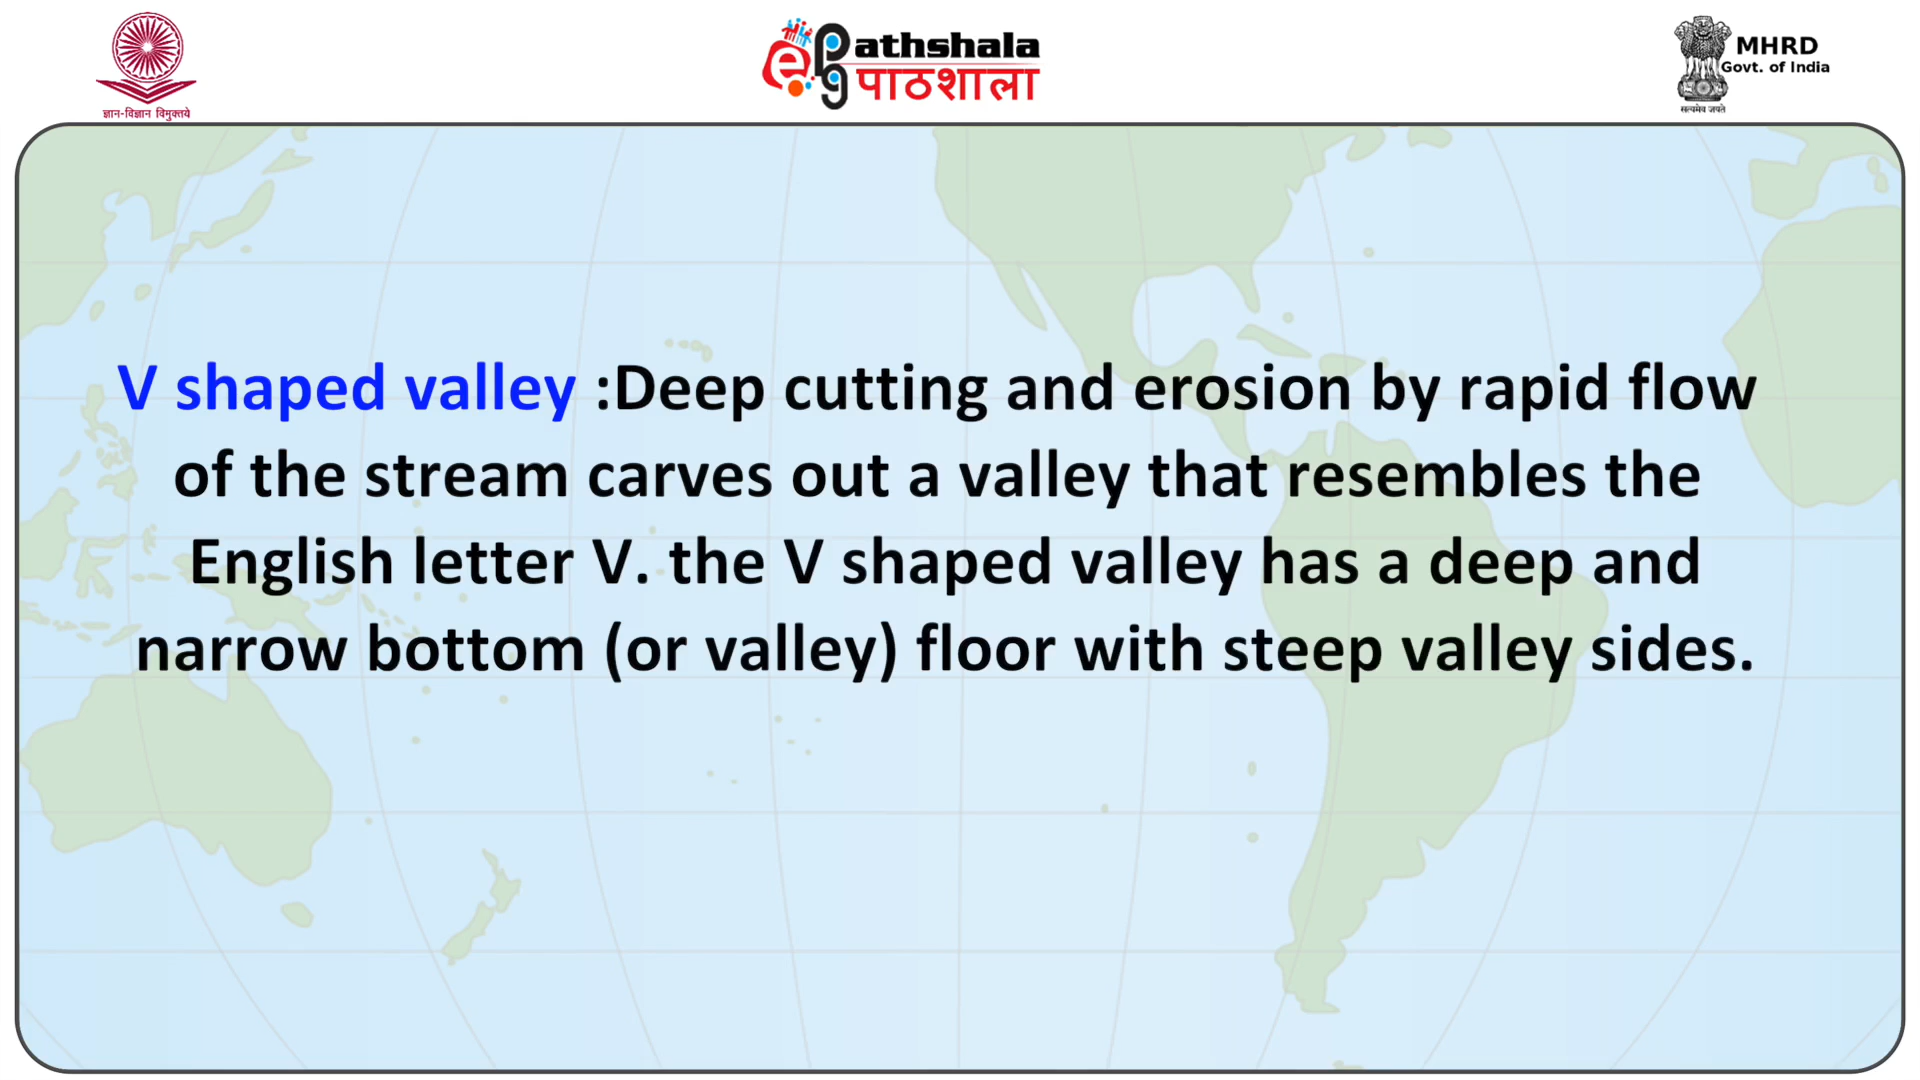 ज्ञान-विज्ञान विमुक्तये
ePG Pathshala
पाठशाला
MHRD
Govt. of India
सत्यमेव जयते
V shaped valley :Deep cutting and erosion by rapid flow
of the stream carves out a valley that resembles the
English letter V. the V shaped valley has a deep and
narrow bottom (or valley) floor with steep valley sides.